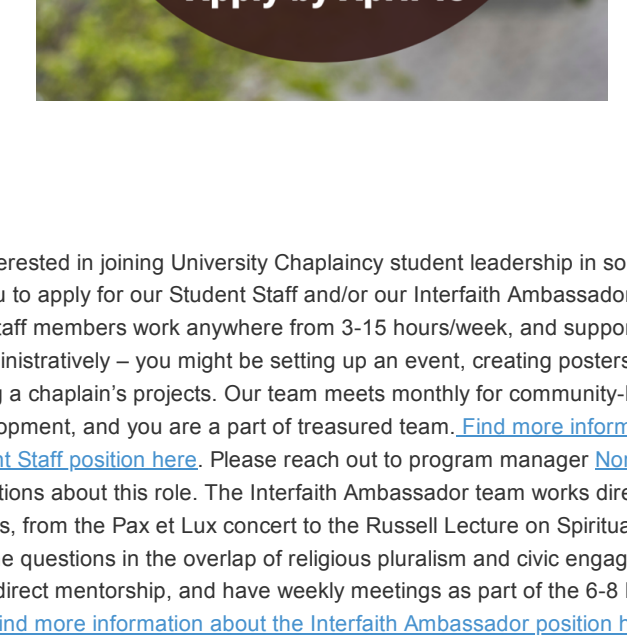 Apply by April
erested in joining University Chaplaincy student leadership in so
u to apply for our Student Staff and/or our Interfaith Ambassado
taff members work anywhere from 3-15 hours/week, and suppo
inistratively – you might be setting up an event, creating posters
g a chaplain’s projects. Our team meets monthly for community-
opment, and you are a part of treasured team. Find more inform
nt Staff position here. Please reach out to program manager No
tions about this role. The Interfaith Ambassador team works dire
s, from the Pax et Lux concert to the Russell Lecture on Spiritua
e questions in the overlap of religious pluralism and civic engag
direct mentorship, and have weekly meetings as part of the 6-8
ind more information about the Interfaith Ambassador position h